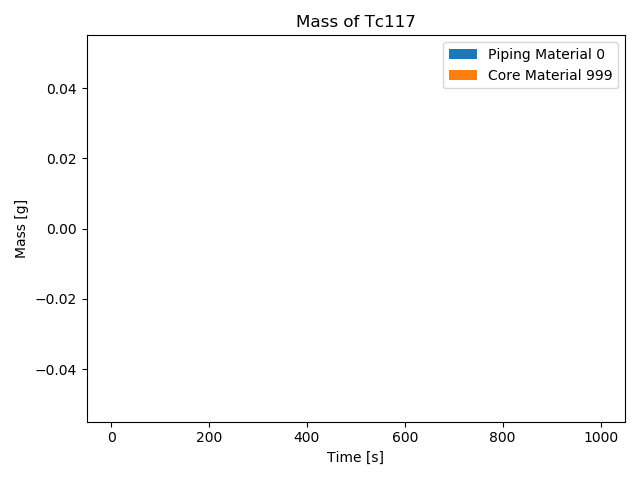 Mass of Tc117
Piping Material 0
Core Material 999
0.04
0.02
0.00
−0.02
−0.04
Mass [g]
0 200 400 600 800 1000
Time [s]